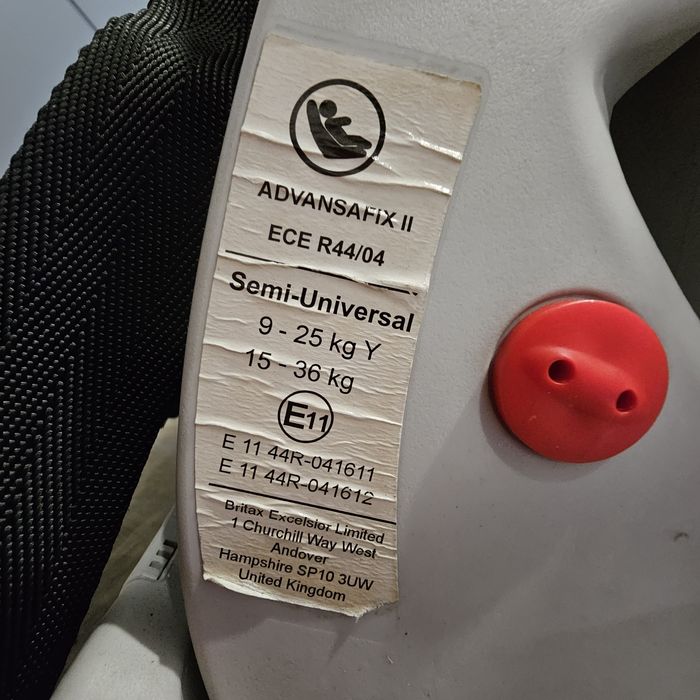 ADVANSAFIX II
ECE R44/04
Semi-Universal
9 - 25 kg Y
15 - 36 kg
E11
E 11 44R-041611
E 11 44R-041612
Britax Excelsior Limited
1 Churchill Way West
Andover
Hampshire SP10 3UW
United Kingdom